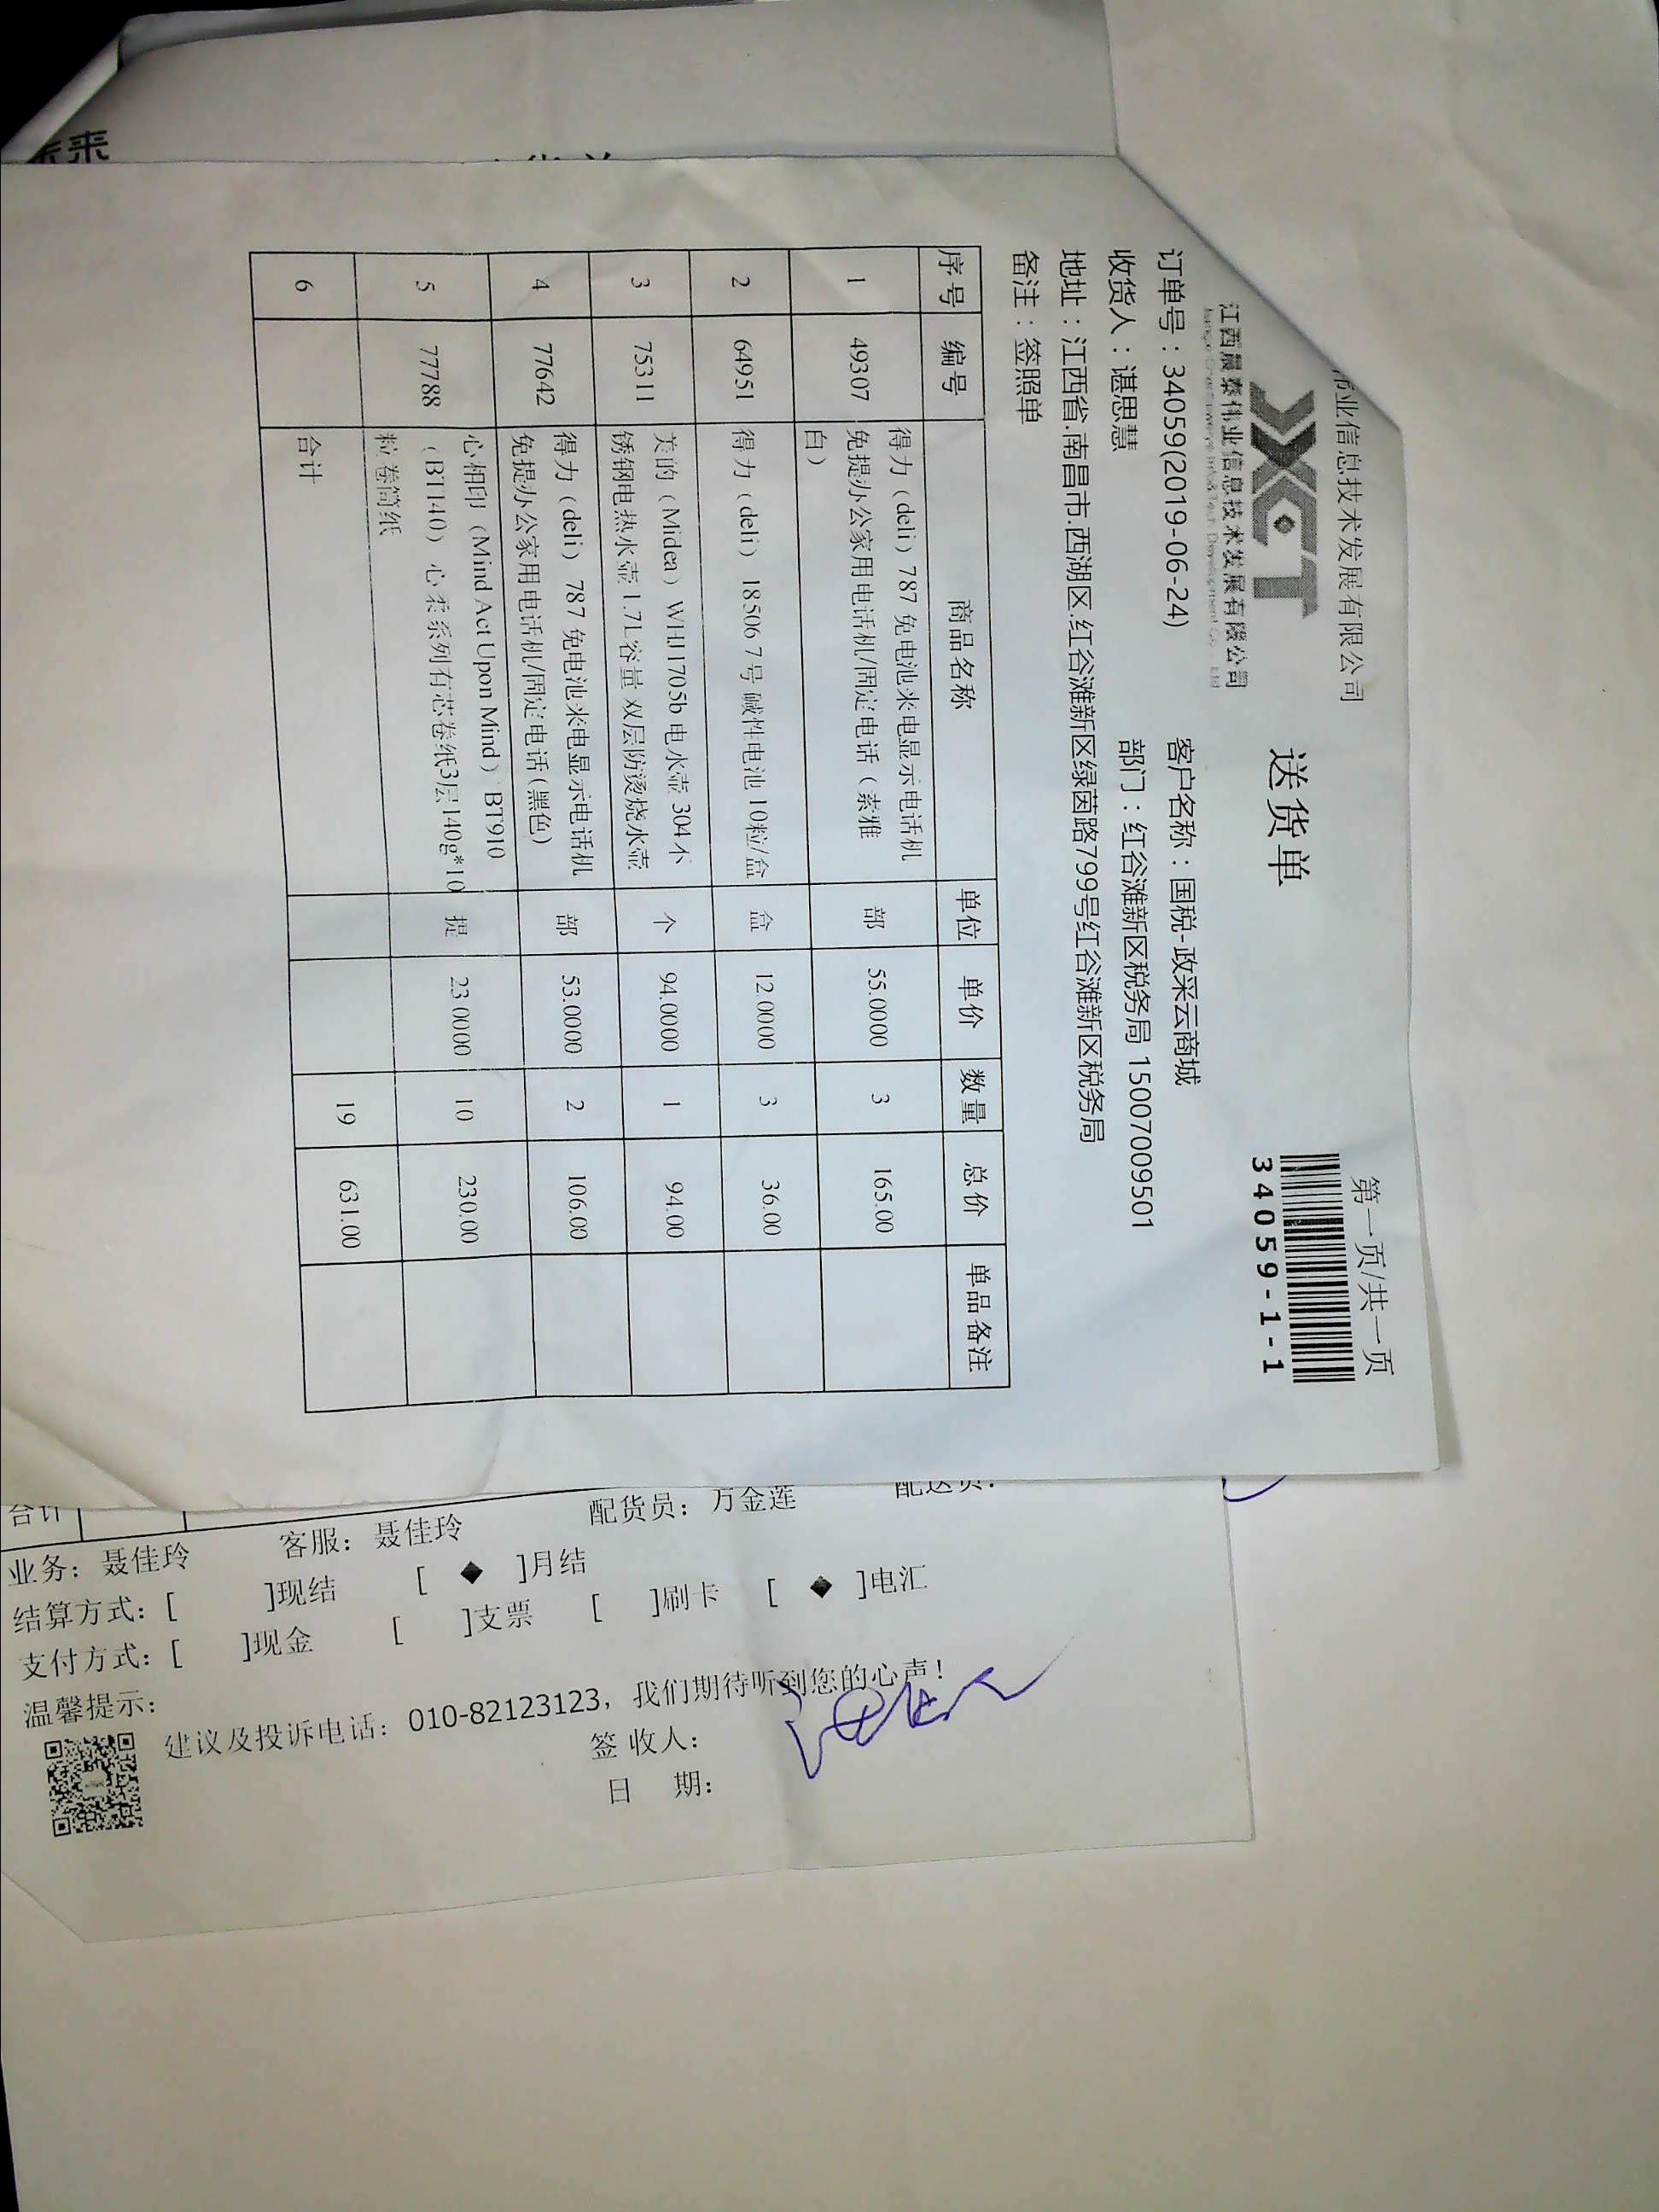 业信息技术发展有限公司
第一页/共一页
江西晨泰伟业信息技术发展有限公司
送货单
34059-1-1
订单号：34059(2019-06-24)
客户名称：国税-政采云商城
收货人：谌思慧
部门：红谷滩新区税务局 15007009501
地址：江西省.南昌市.西湖区.红谷滩新区绿茵路799号红谷滩新区税务局
备注：签照单
序号 编号 商品名称 单位 单价 数量 总价 单品备注
1 49307 得力（deli）787 免电池来电显示电话机
免提办公家用电话机/固定电话（素雅
白） 部 55.0000 3 165.00
2 64951 得力（deli）18506 7号 碱性电池 10粒/盒 盒 12.0000 3 36.00
3 75311 美的（Midea）WHJ1705b 电水壶 304不
锈钢电热水壶 1.7L容量 双层防烫烧水壶 个 94.0000 1 94.00
4 77642 得力（deli）787 免电池来电显示电话机
免提办公家用电话机/固定电话(黑色) 部 53.0000 2 106.00
5 77788 心相印（Mind Act Upon Mind）BT910
（BT140）心柔系列有芯卷纸3层140g*10
粒卷筒纸 提 23.0000 10 230.00
6 合计 19 631.00
来
合计
业务：聂佳玲 客服：聂佳玲 配货员：万金莲 配送员：
结算方式：[ ]现结 [ ◆ ]月结
支付方式：[ ]现金 [ ]支票 [ ]刷卡 [ ◆ ]电汇
温馨提示：
建议及投诉电话：010-82123123，我们期待听到您的心声！
签 收人：
日 期：